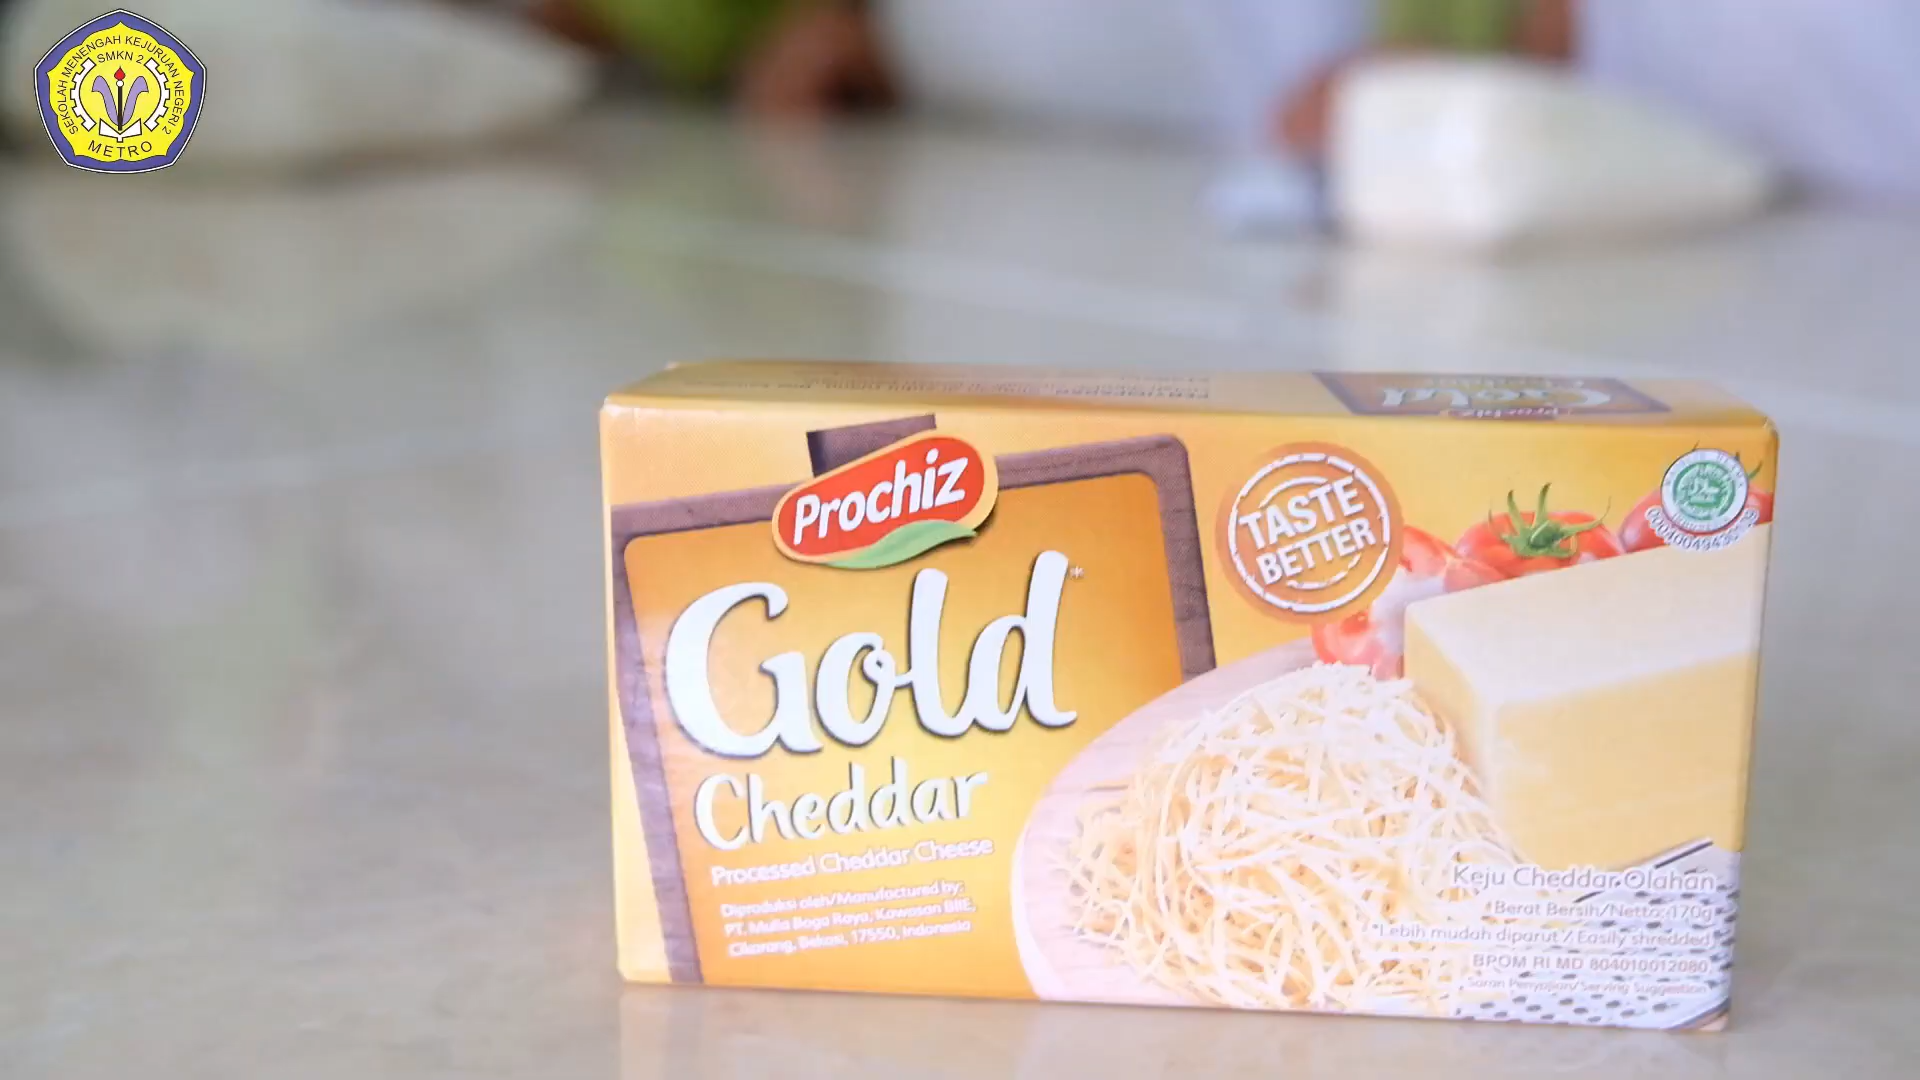 SEKOLAH MENENGAH KEJURUAN NEGERI 2
SMKN 2
METRO
Gold
Prochiz
Prochiz
TASTE
BETTER
Gold*
Cheddar
Processed Cheddar Cheese
Diproduksi oleh/Manufactured by:
PT. Mulia Boga Raya, Kawasan BIIE,
Cikarang, Bekasi, 17550, Indonesia
Keju Cheddar Olahan
Berat Bersih/Netto: 170g
*Lebih mudah diparut / Easily shredded
BPOM RI MD 804010012080
Saran Penyajian/Serving Suggestion